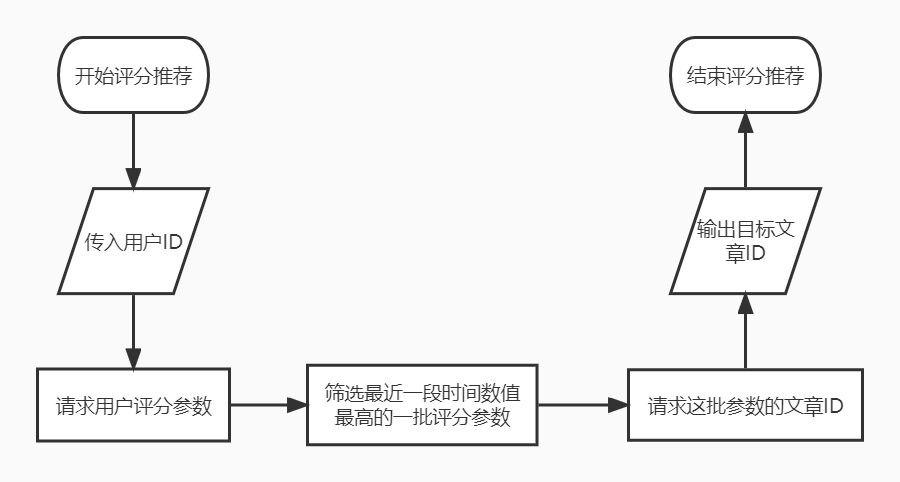 开始评分推荐
传入用户ID
请求用户评分参数
筛选最近一段时间数值
最高的一批评分参数
请求这批参数的文章ID
输出目标文
章ID
结束评分推荐